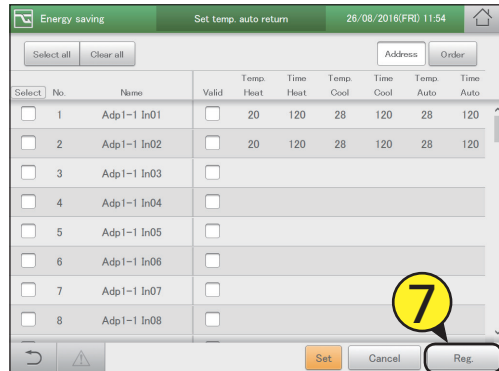 Energy saving Set temp. auto return 26/08/2016(FRI) 11:54
Select all Clear all Address Order
Temp. Time Temp. Time Temp. Time
Select No. Name Valid Heat Heat Cool Cool Auto Auto
1 Adp1-1 In01 20 120 28 120 28 120
2 Adp1-1 In02 20 120 28 120 28 120
3 Adp1-1 In03
4 Adp1-1 In04
5 Adp1-1 In05
6 Adp1-1 In06
7 Adp1-1 In07
8 Adp1-1 In08
7
Set Cancel Reg.